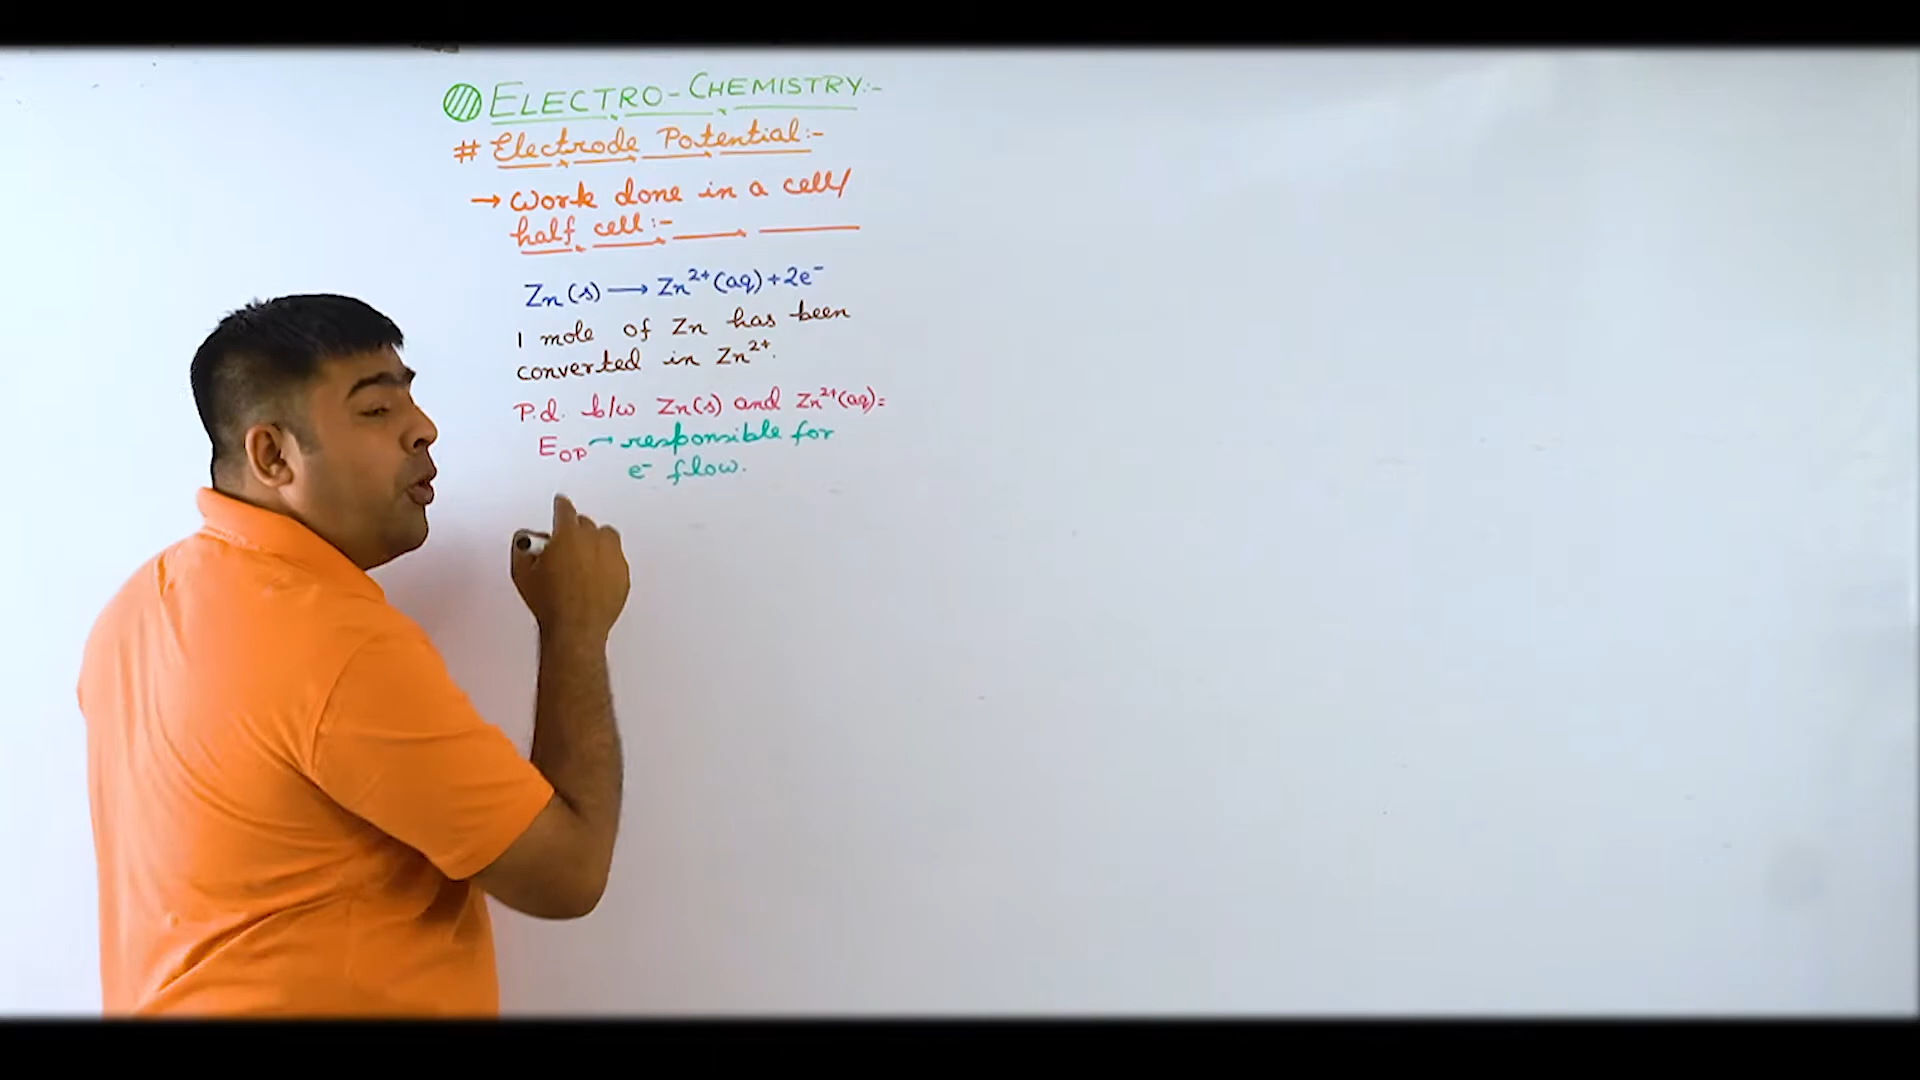 ELECTRO-CHEMISTRY:-
# Electrode Potential:-
→ Work done in a cell/
half cell:-
Zn(s) ⟶ Zn²⁺(aq)+2e⁻
1 mole of Zn has been
converted in Zn²⁺.
P.d. b/w Zn(s) and Zn²⁺(aq)=
E_OP → responsible for
e⁻ flow.